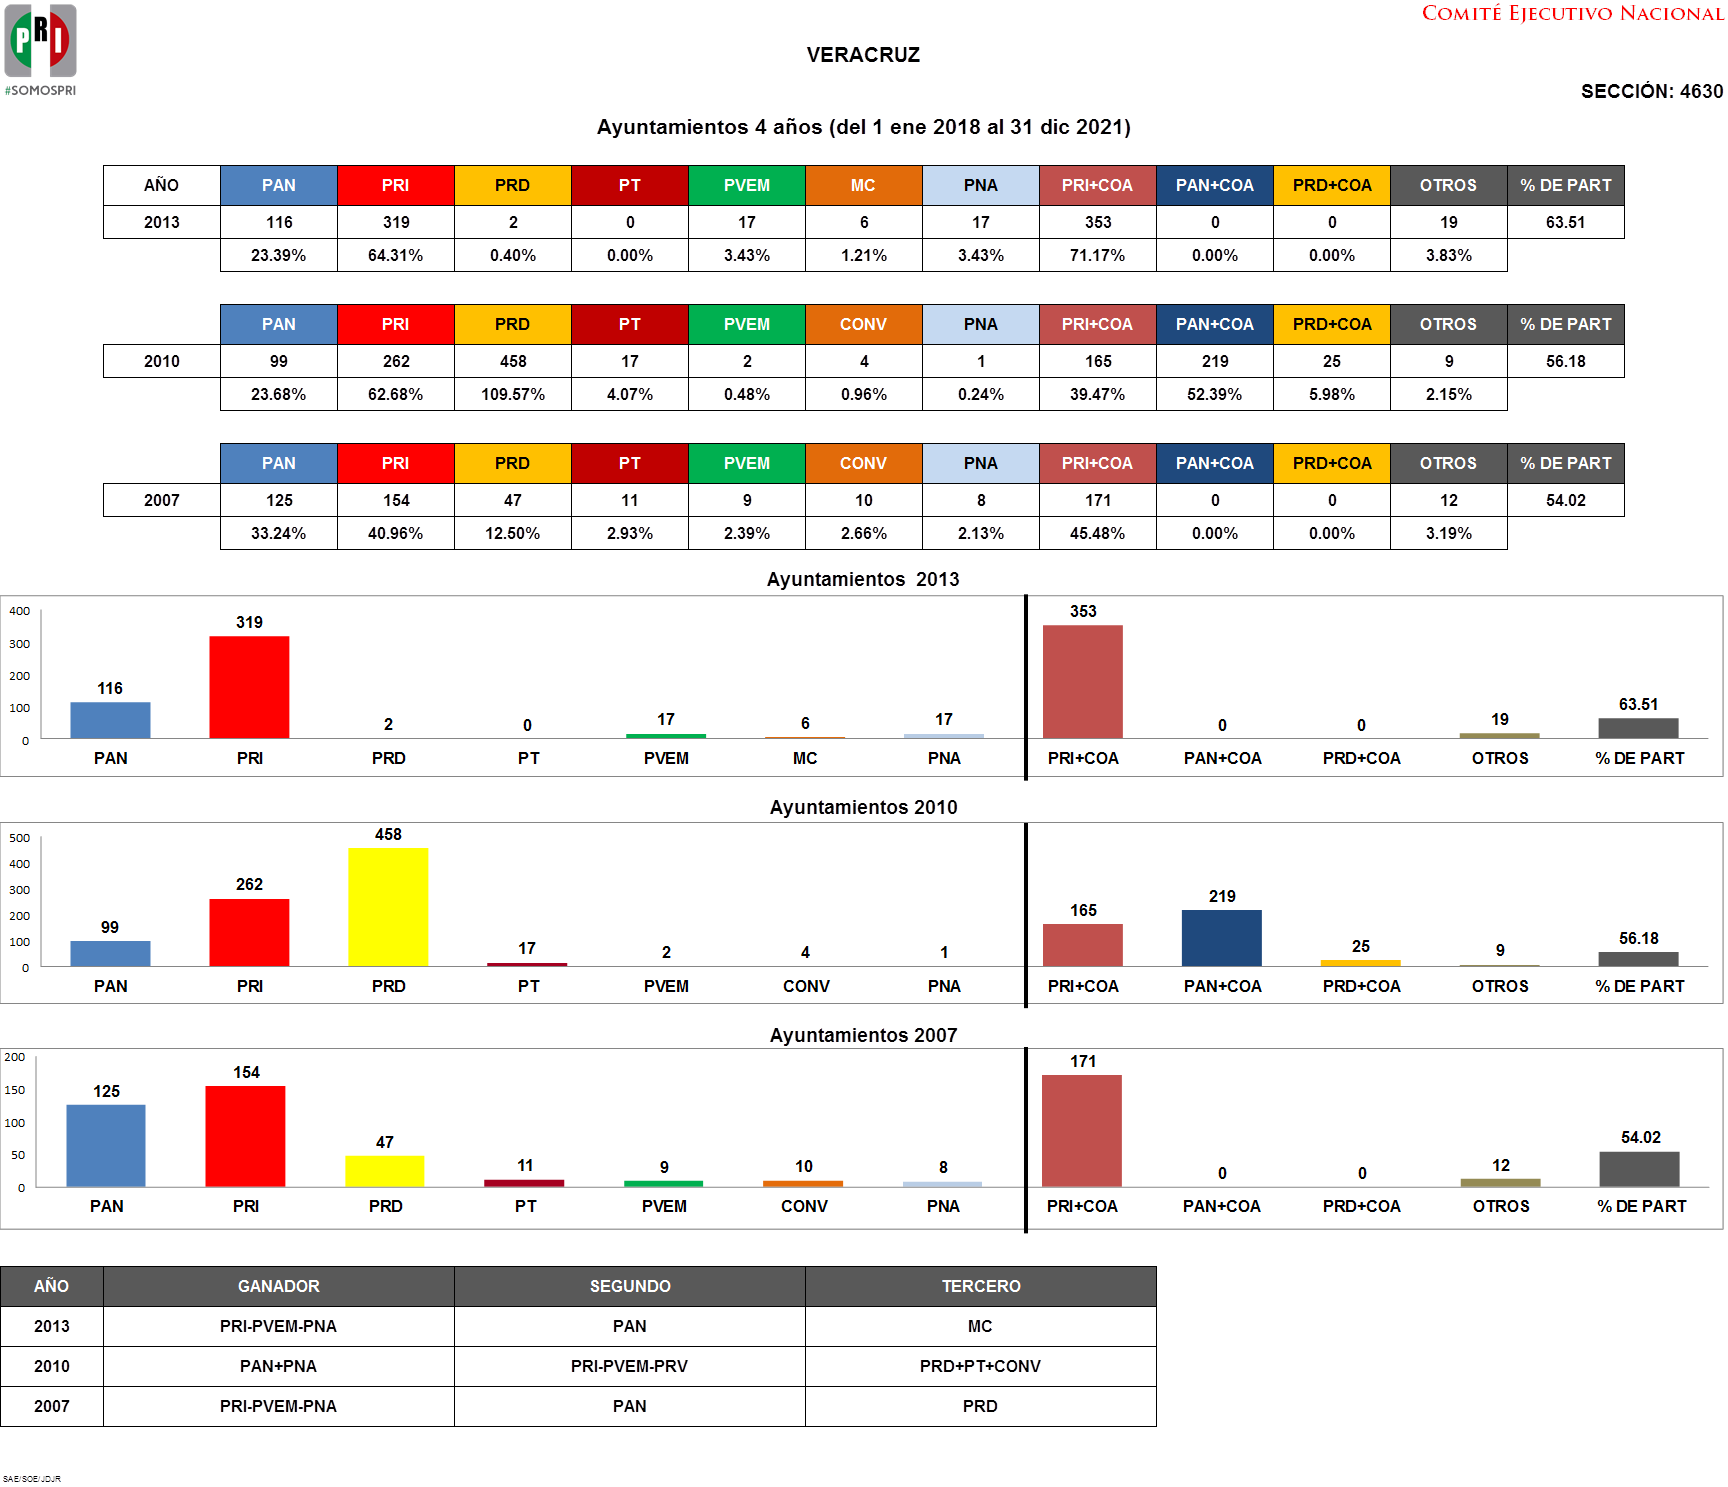 PRI
#SOMOSPRI
COMITÉ EJECUTIVO NACIONAL
VERACRUZ
SECCIÓN: 4630
Ayuntamientos 4 años (del 1 ene 2018 al 31 dic 2021)
AÑO PAN PRI PRD PT PVEM MC PNA PRI+COA PAN+COA PRD+COA OTROS % DE PART
2013 116 319 2 0 17 6 17 353 0 0 19 63.51
23.39% 64.31% 0.40% 0.00% 3.43% 1.21% 3.43% 71.17% 0.00% 0.00% 3.83%
PAN PRI PRD PT PVEM CONV PNA PRI+COA PAN+COA PRD+COA OTROS % DE PART
2010 99 262 458 17 2 4 1 165 219 25 9 56.18
23.68% 62.68% 109.57% 4.07% 0.48% 0.96% 0.24% 39.47% 52.39% 5.98% 2.15%
PAN PRI PRD PT PVEM CONV PNA PRI+COA PAN+COA PRD+COA OTROS % DE PART
2007 125 154 47 11 9 10 8 171 0 0 12 54.02
33.24% 40.96% 12.50% 2.93% 2.39% 2.66% 2.13% 45.48% 0.00% 0.00% 3.19%
Ayuntamientos 2013
400
300
200
100
0
116 319 2 0 17 6 17 353 0 0 19 63.51
PAN PRI PRD PT PVEM MC PNA PRI+COA PAN+COA PRD+COA OTROS % DE PART
Ayuntamientos 2010
500
400
300
200
100
0
99 262 458 17 2 4 1 165 219 25 9 56.18
PAN PRI PRD PT PVEM CONV PNA PRI+COA PAN+COA PRD+COA OTROS % DE PART
Ayuntamientos 2007
200
150
100
50
0
125 154 47 11 9 10 8 171 0 0 12 54.02
PAN PRI PRD PT PVEM CONV PNA PRI+COA PAN+COA PRD+COA OTROS % DE PART
AÑO GANADOR SEGUNDO TERCERO
2013 PRI-PVEM-PNA PAN MC
2010 PAN+PNA PRI-PVEM-PRV PRD+PT+CONV
2007 PRI-PVEM-PNA PAN PRD
SAE/SOE/JDJR